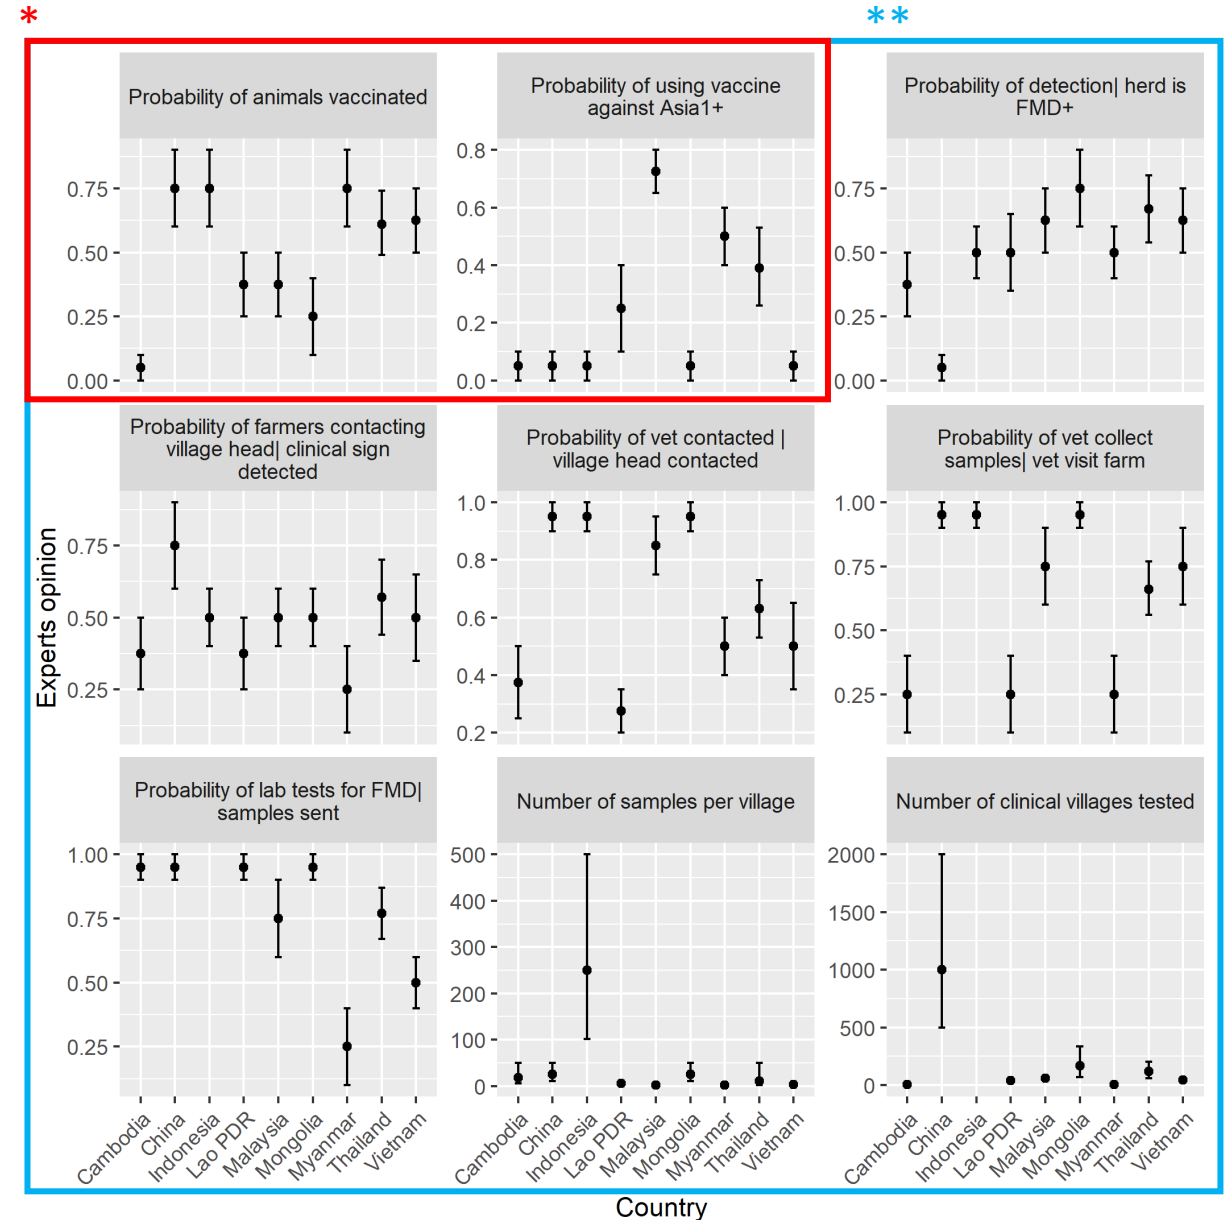 *
**
Probability of animals vaccinated
Probability of using vaccine
against Asia1+
Probability of detection| herd is
FMD+
0.75
0.50
0.25
0.00
0.8
0.6
0.4
0.2
0.0
0.75
0.50
0.25
0.00
Probability of farmers contacting
village head| clinical sign
detected
Probability of vet contacted |
village head contacted
Probability of vet collect
samples| vet visit farm
Experts opinion
0.75
0.50
0.25
1.0
0.8
0.6
0.4
0.2
1.00
0.75
0.50
0.25
Probability of lab tests for FMD|
samples sent
Number of samples per village
Number of clinical villages tested
1.00
0.75
0.50
0.25
500
400
300
200
100
0
2000
1500
1000
500
0
Cambodia
China
Indonesia
Lao PDR
Malaysia
Mongolia
Myanmar
Thailand
Vietnam
Cambodia
China
Indonesia
Lao PDR
Malaysia
Mongolia
Myanmar
Thailand
Vietnam
Cambodia
China
Indonesia
Lao PDR
Malaysia
Mongolia
Myanmar
Thailand
Vietnam
Country